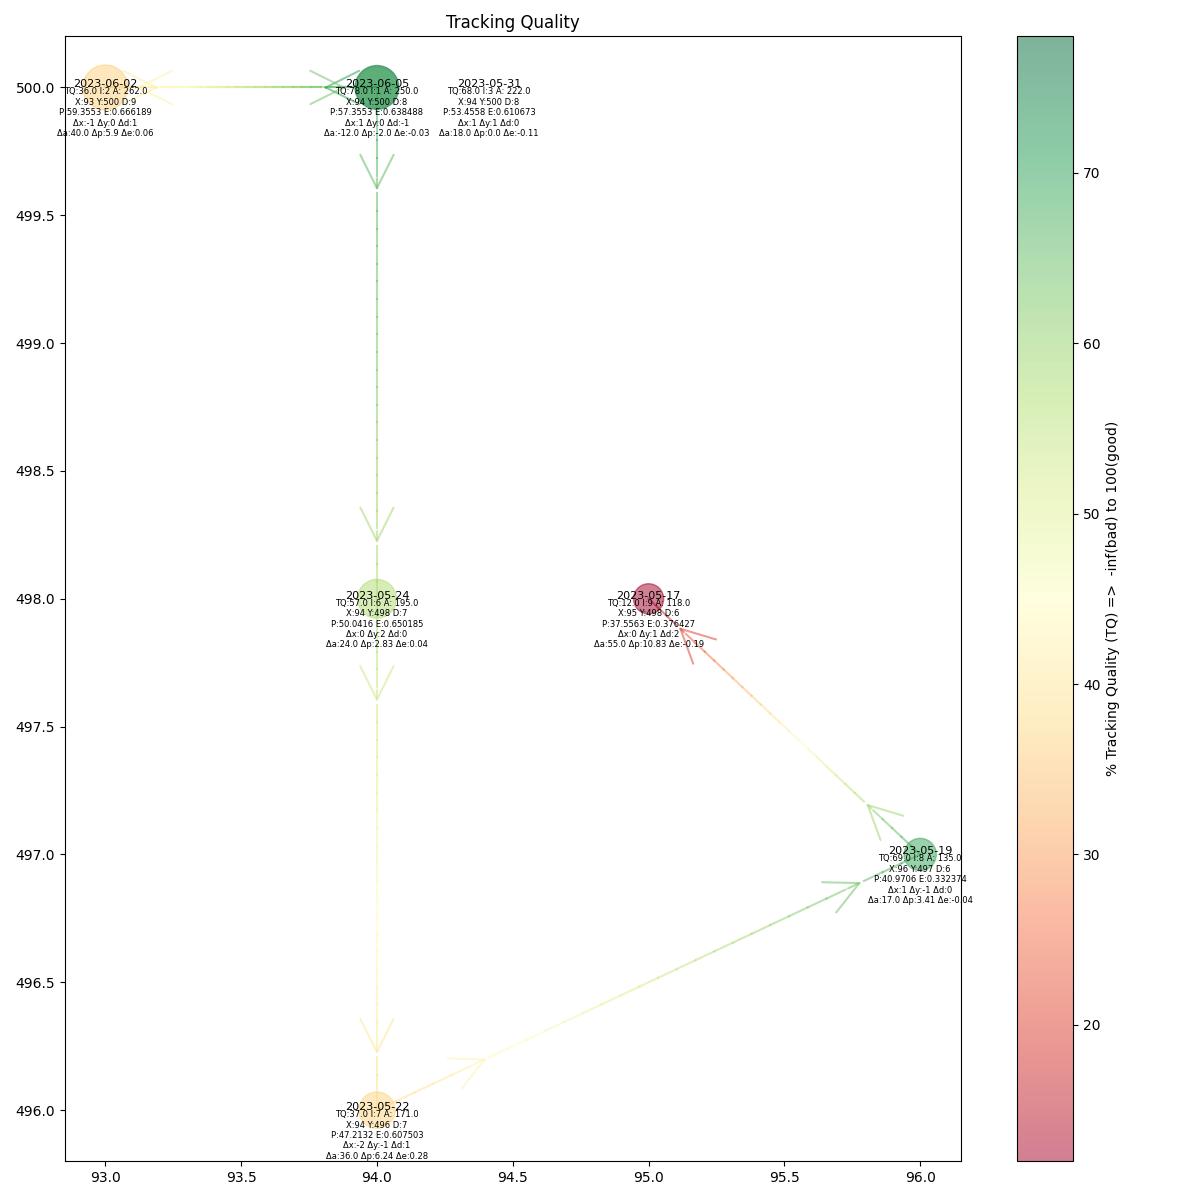 Tracking Quality
500.0
499.5
499.0
498.5
498.0
497.5
497.0
496.5
496.0
2023-06-02
TQ:36.0 I:2 A: 262.0
X:93 Y:500 D:9
P:59.3553 E:0.666189
Δx:-1 Δy:0 Δd:1
Δa:40.0 Δp:5.9 Δe:0.06
2023-06-05
TQ:78.0 I:1 A: 250.0
X:94 Y:500 D:8
P:57.3553 E:0.638488
Δx:1 Δy:0 Δd:-1
Δa:-12.0 Δp:-2.0 Δe:-0.03
2023-05-31
TQ:68.0 I:3 A: 222.0
X:94 Y:500 D:8
P:53.4558 E:0.610673
Δx:1 Δy:1 Δd:0
Δa:18.0 Δp:0.0 Δe:-0.11
2023-05-24
TQ:57.0 I:6 A: 195.0
X:94 Y:498 D:7
P:50.0416 E:0.650185
Δx:0 Δy:2 Δd:0
Δa:24.0 Δp:2.83 Δe:0.04
2023-05-17
TQ:12.0 I:9 A: 118.0
X:95 Y:498 D:6
P:37.5563 E:0.376427
Δx:0 Δy:1 Δd:2
Δa:55.0 Δp:10.83 Δe:-0.19
2023-05-19
TQ:69.0 I:8 A: 135.0
X:96 Y:497 D:6
P:40.9706 E:0.332374
Δx:1 Δy:-1 Δd:0
Δa:17.0 Δp:3.41 Δe:-0.04
2023-05-22
TQ:37.0 I:7 A: 171.0
X:94 Y:496 D:7
P:47.2132 E:0.607503
Δx:-2 Δy:-1 Δd:1
Δa:36.0 Δp:6.24 Δe:0.28
93.0
93.5
94.0
94.5
95.0
95.5
96.0
70
60
50
40
30
20
% Tracking Quality (TQ) =>  -inf(bad) to 100(good)